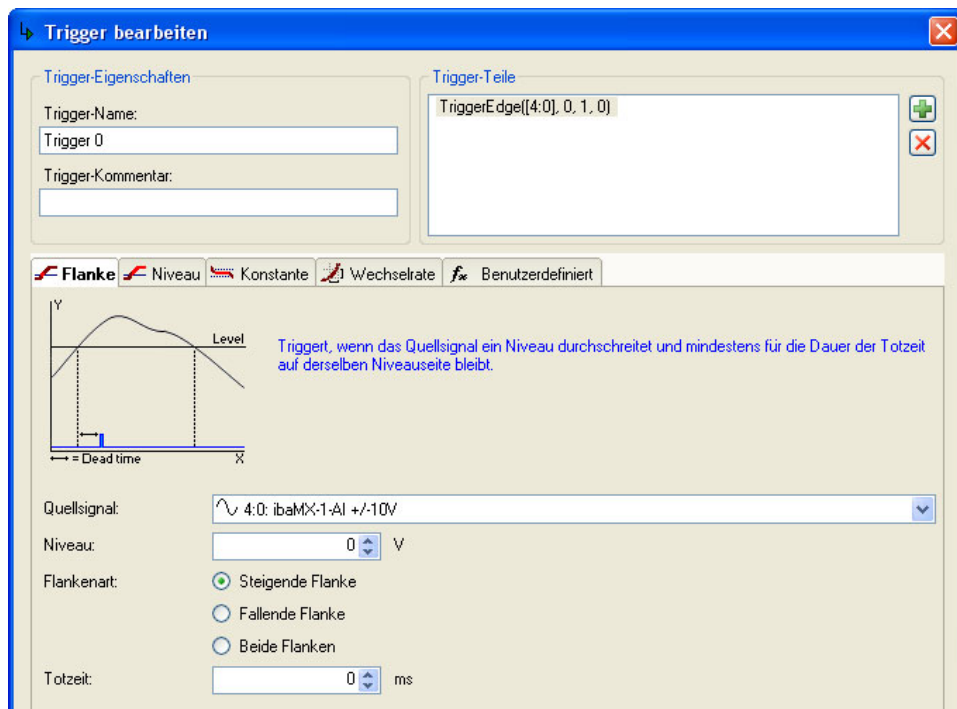 Trigger bearbeiten
Trigger-Eigenschaften
Trigger-Name:
Trigger 0
Trigger-Kommentar:
Trigger-Teile
TriggerEdge([4:0], 0, 1, 0)
Flanke Niveau Konstante Wechselrate fx Benutzerdefiniert
Y
Level
X
= Dead time
Triggert, wenn das Quellsignal ein Niveau durchschreitet und mindestens für die Dauer der Totzeit
auf derselben Niveauseite bleibt.
Quellsignal: 4:0: ibaMX-1-AI +/-10V
Niveau: 0 V
Flankenart: Steigende Flanke
Fallende Flanke
Beide Flanken
Totzeit: 0 ms